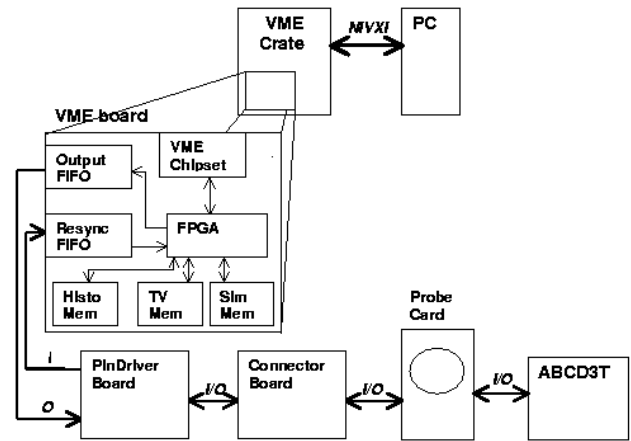 VME
Crate
NIVXI
PC
VME board
Output
FIFO
VME
Chipset
Resync
FIFO
FPGA
Histo
Mem
TV
Mem
Sim
Mem
Probe
Card
I
PinDriver
Board
I/O
Connector
Board
I/O
I/O
ABCD3T
O